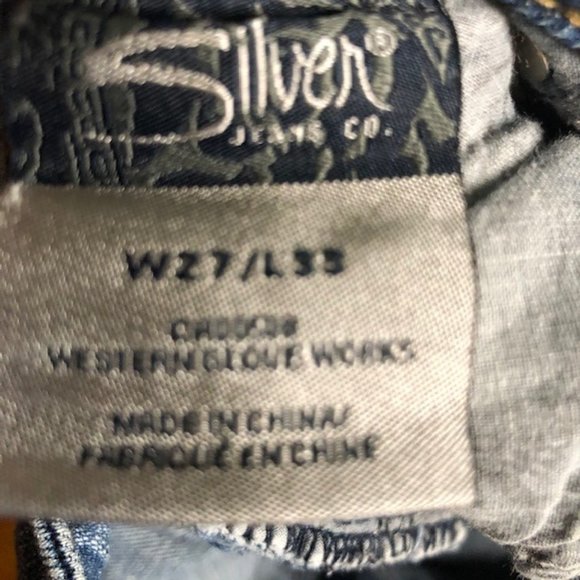 Silver®
JEANS CO.
W27/L33
WESTERN GLOVE WORKS
MADE IN CHINA/
FABRIQUÉ EN CHINE